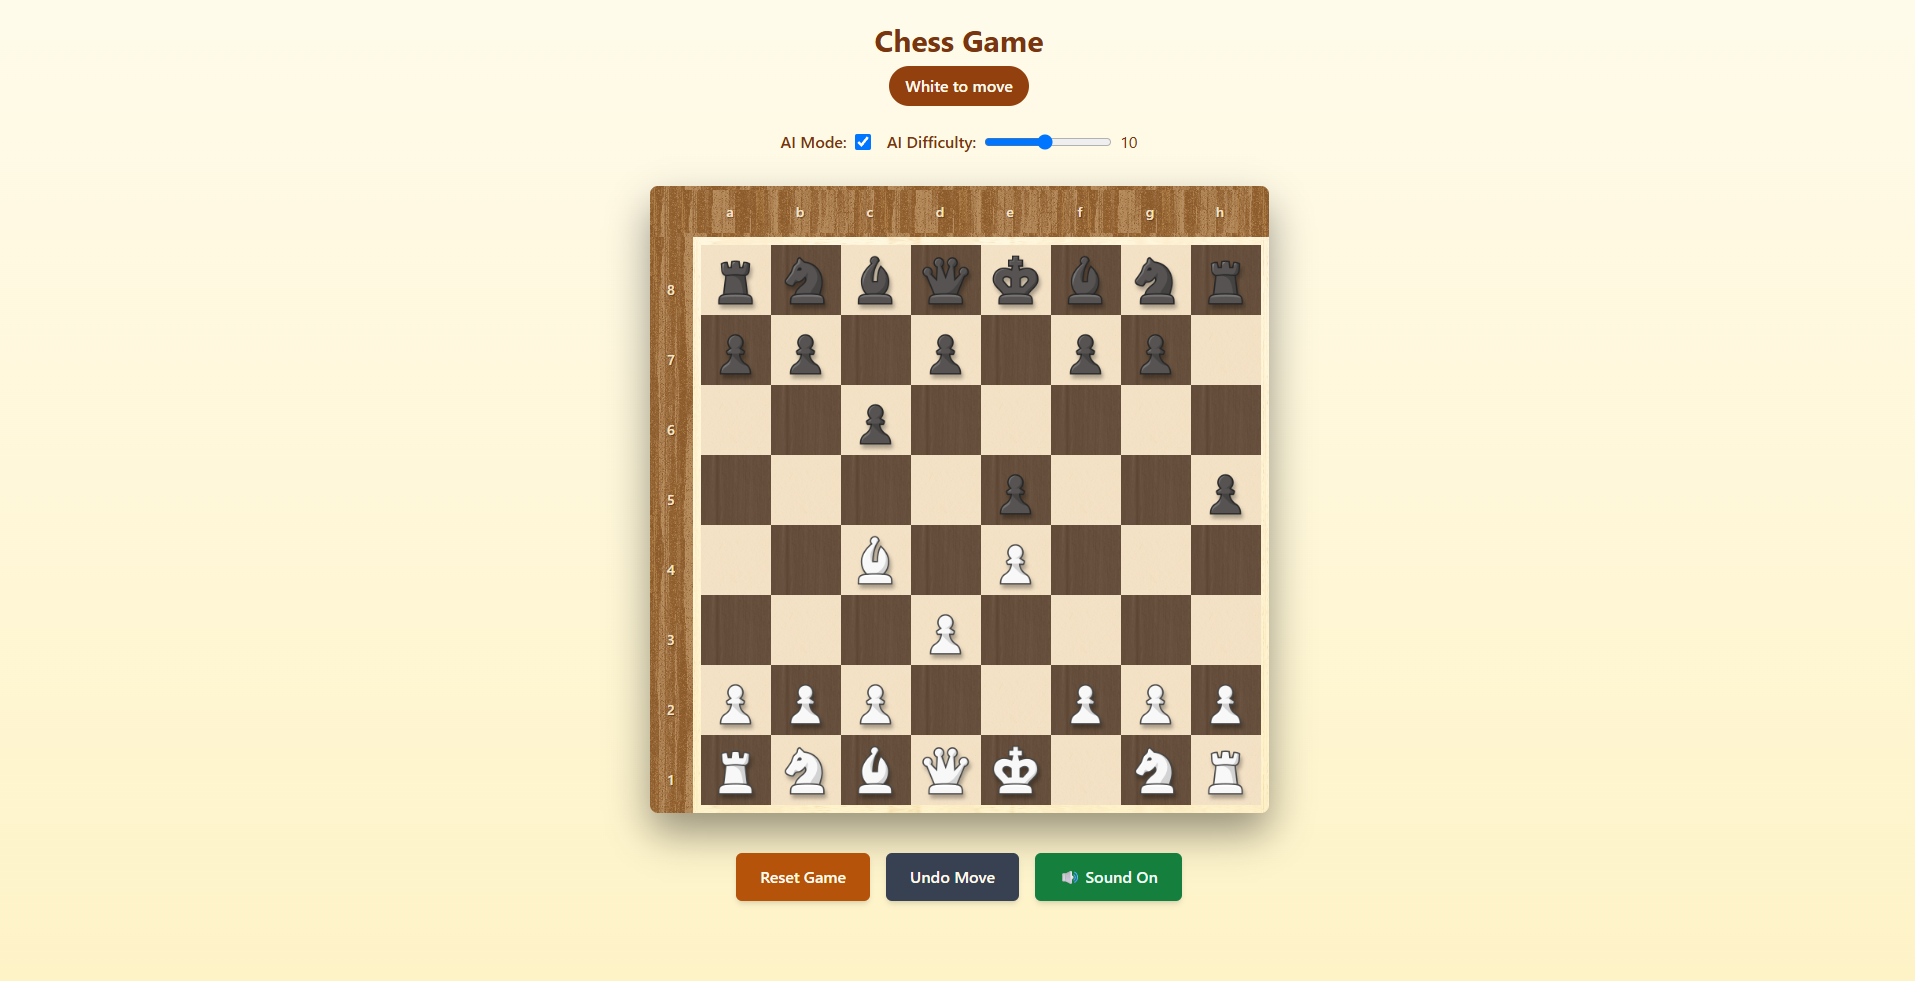 Chess Game
White to move
AI Mode: AI Difficulty: 10
a b c d e f g h
8
7
6
5
4
3
2
1
Reset Game Undo Move Sound On